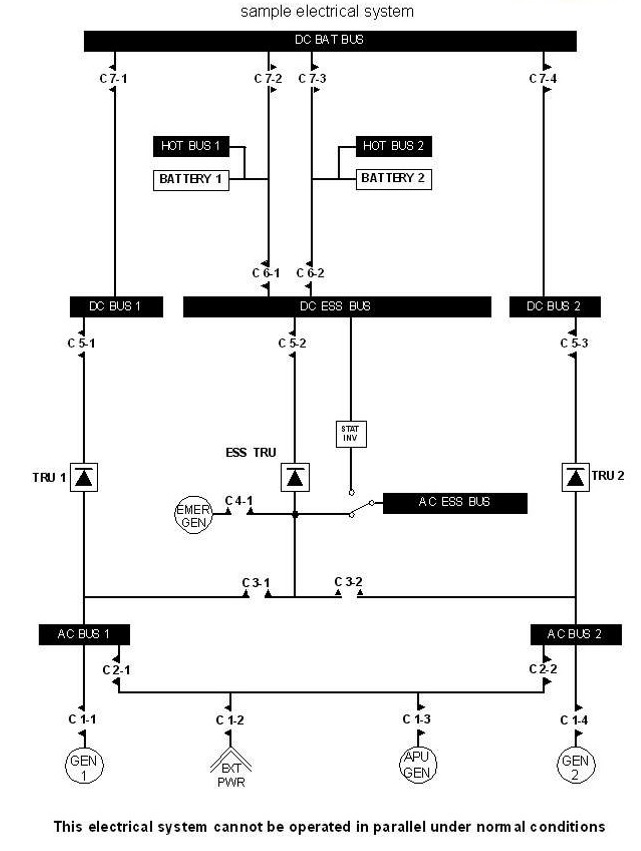 sample electrical system
DC BAT BUS
C 7-1
C 7-2
C 7-3
C 7-4
HOT BUS 1
HOT BUS 2
BATTERY 1
BATTERY 2
C 6-1
C 6-2
DC BUS 1
DC ESS BUS
DC BUS 2
C 5-1
C 5-2
C 5-3
STAT
INV
ESS TRU
TRU 1
TRU 2
C 4-1
EMER
GEN
AC ESS BUS
C 3-1
C 3-2
AC BUS 1
AC BUS 2
C 2-1
C 2-2
C 1-1
C 1-2
C 1-3
C 1-4
GEN
1
EXT
PWR
APU
GEN
GEN
2
This electrical system cannot be operated in parallel under normal conditions